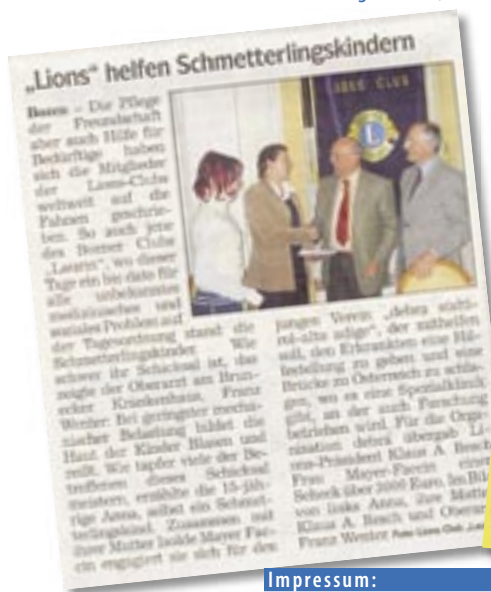 „Lions“ helfen Schmetterlingskindern
Bozen – Die Pflege
der Freundschaft
aber auch Hilfe für
Bedürftige haben
sich die Mitglieder
der Lions-Clubs
weltweit auf die
Fahnen geschrie-
ben. So auch jene
des Bozner Clubs
„Laurin“, wo dieser
Tage ein bis dato für
alle unbekanntes
medizinisches und
soziales Problem auf
der Tagesordnung stand: die
Schmetterlingskinder. Wie
schwer ihr Schicksal ist, das
zeigte der Oberarzt am Brun-
ecker Krankenhaus, Franz
Wenter: Bei geringster mecha-
nischer Belastung bildet die
Haut der Kinder Blasen und
reißt. Wie tapfer viele der Be-
troffenen dieses Schicksal
meistern, erzählte die 15-jäh-
rige Anna, selbst ein Schmet-
terlingskind. Zusammen mit
ihrer Mutter Isolde Mayer Fac-
cin engagiert sie sich für den
jungen Verein „debra südti-
rol-alto adige“, der mithelfen
soll, den Erkrankten eine Hil-
festellung zu geben und eine
Brücke zu Österreich zu schla-
gen, wo es eine Spezialklinik
gibt, an der auch Forschung
betrieben wird. Für die Orga-
nisation debra übergab Li-
ons-Präsident Klaus A. Besch
Frau Mayer-Faccin einen
Scheck über Euro. Im Bild
von links Anna, ihre Mutter
Klaus A. Besch und Oberarzt
Franz Wenter Foto: Lions Club
CLUB
L
Impressum: